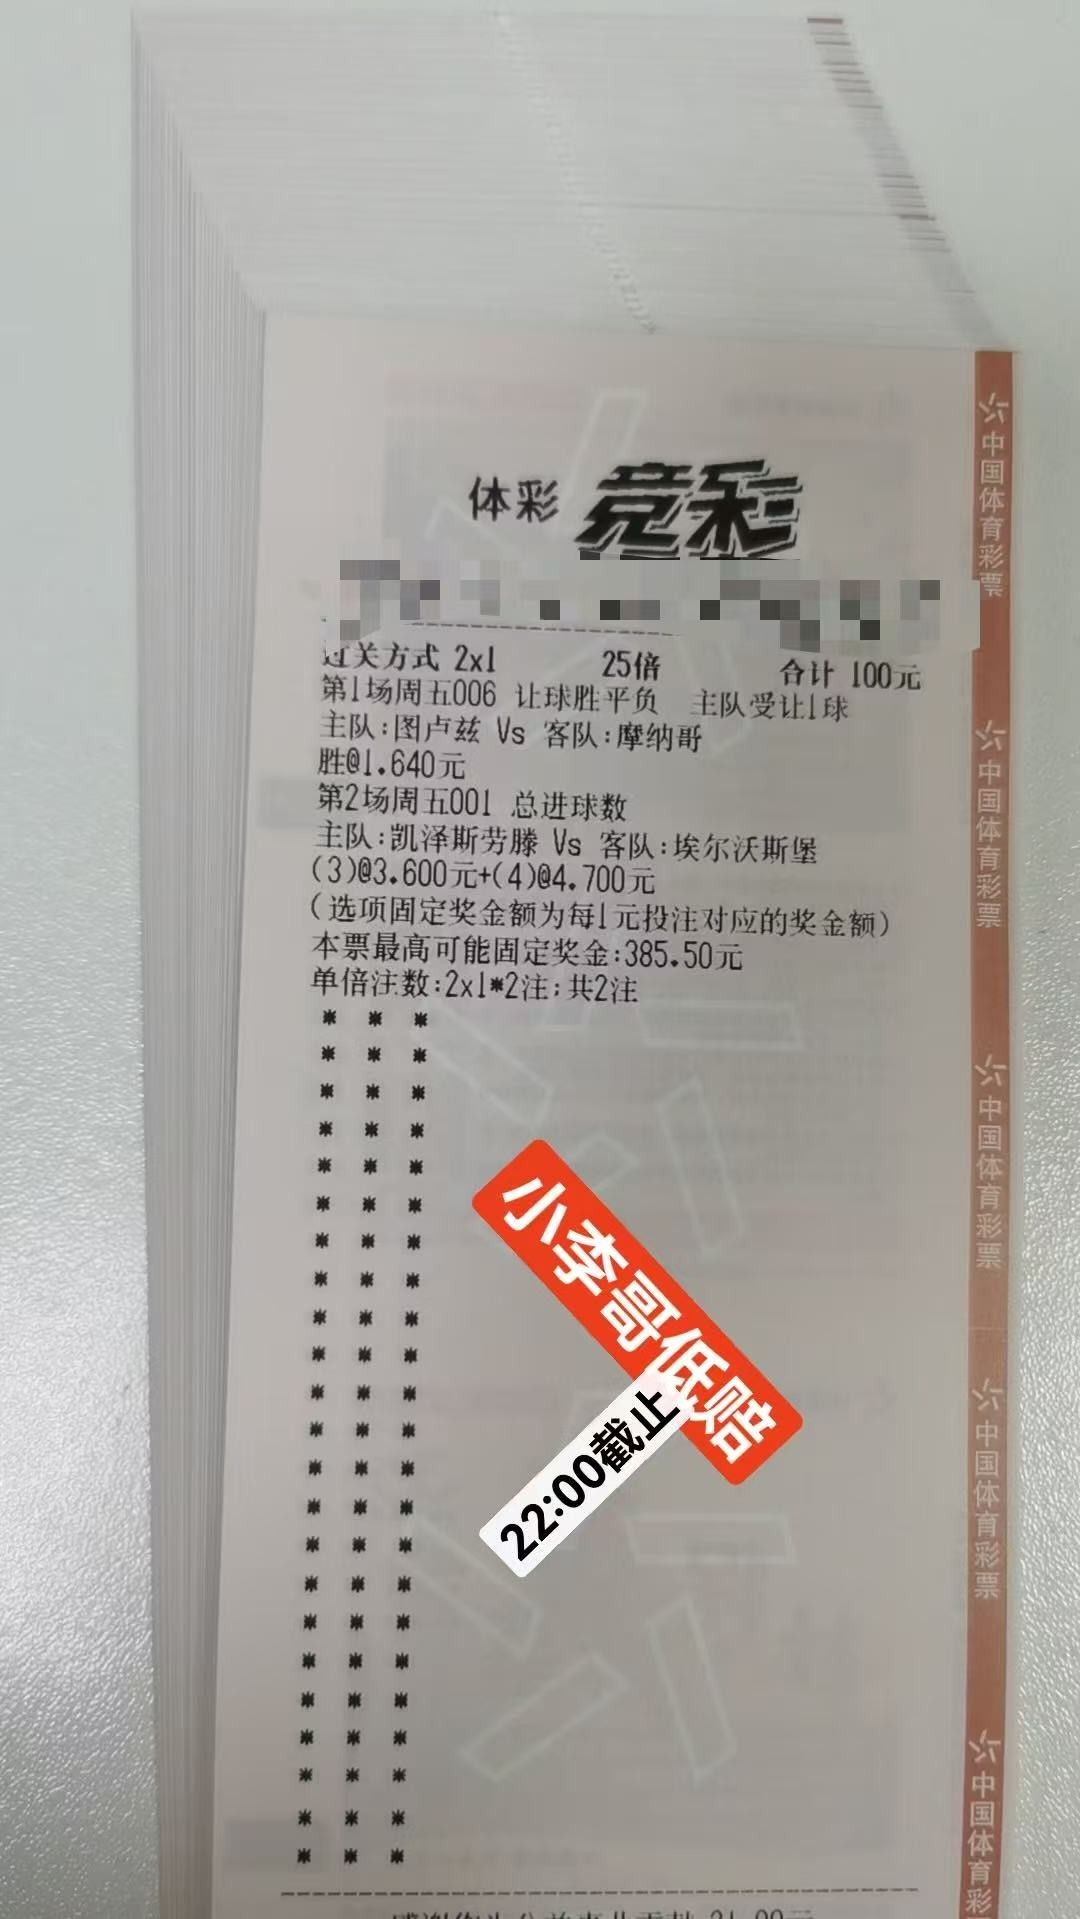 体彩 竞彩
过关方式 2x1 25倍 合计 100元
第1场周五006 让球胜平负 主队受让1球
主队:图卢兹 Vs 客队:摩纳哥
胜@1.640元
第2场周五001 总进球数
主队:凯泽斯劳滕 Vs 客队:埃尔沃斯堡
(3)@3.600元+(4)@4.700元
(选项固定奖金额为每1元投注对应的奖金额)
本票最高可能固定奖金:385.50元
单倍注数:2x1*2注;共2注
小李哥低赔
22:00截止
中国体育彩票
中国体育彩票
中国体育彩票
中国体育彩票
中国体育彩